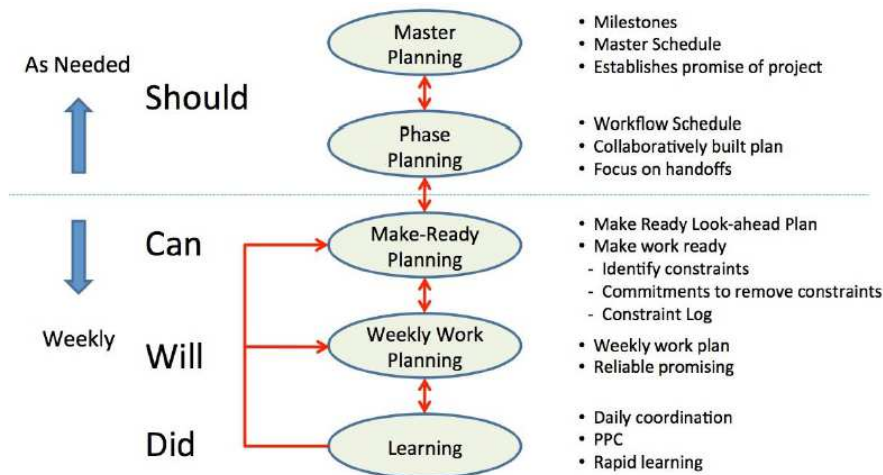 As Needed
Should
Master
Planning
• Milestones
• Master Schedule
• Establishes promise of project
Phase
Planning
• Workflow Schedule
• Collaboratively built plan
• Focus on handoffs
Can
Make-Ready
Planning
• Make Ready Look-ahead Plan
• Make work ready
- Identify constraints
- Commitments to remove constraints
- Constraint Log
Weekly
Will
Weekly Work
Planning
• Weekly work plan
• Reliable promising
Did
Learning
• Daily coordination
• PPC
• Rapid learning